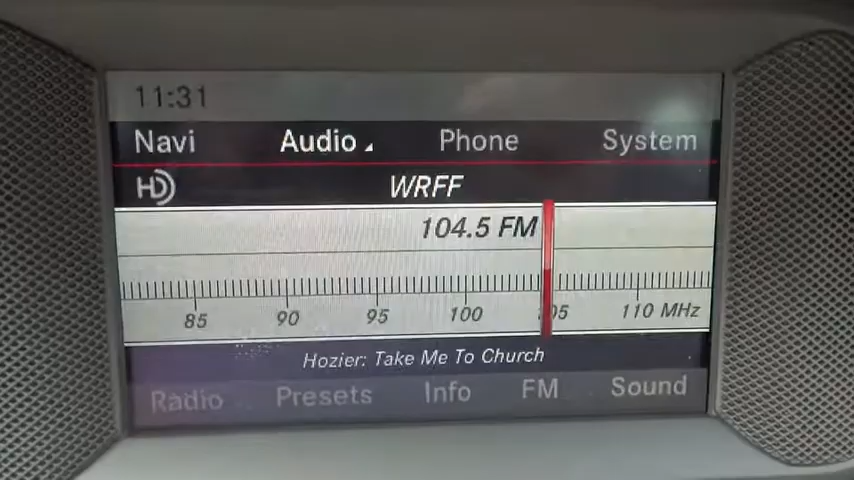 11:31
Navi Audio Phone System
HD WRFF
104.5 FM
85 90 95 100 105 110 MHz
Hozier: Take Me To Church
Radio Presets Info FM Sound